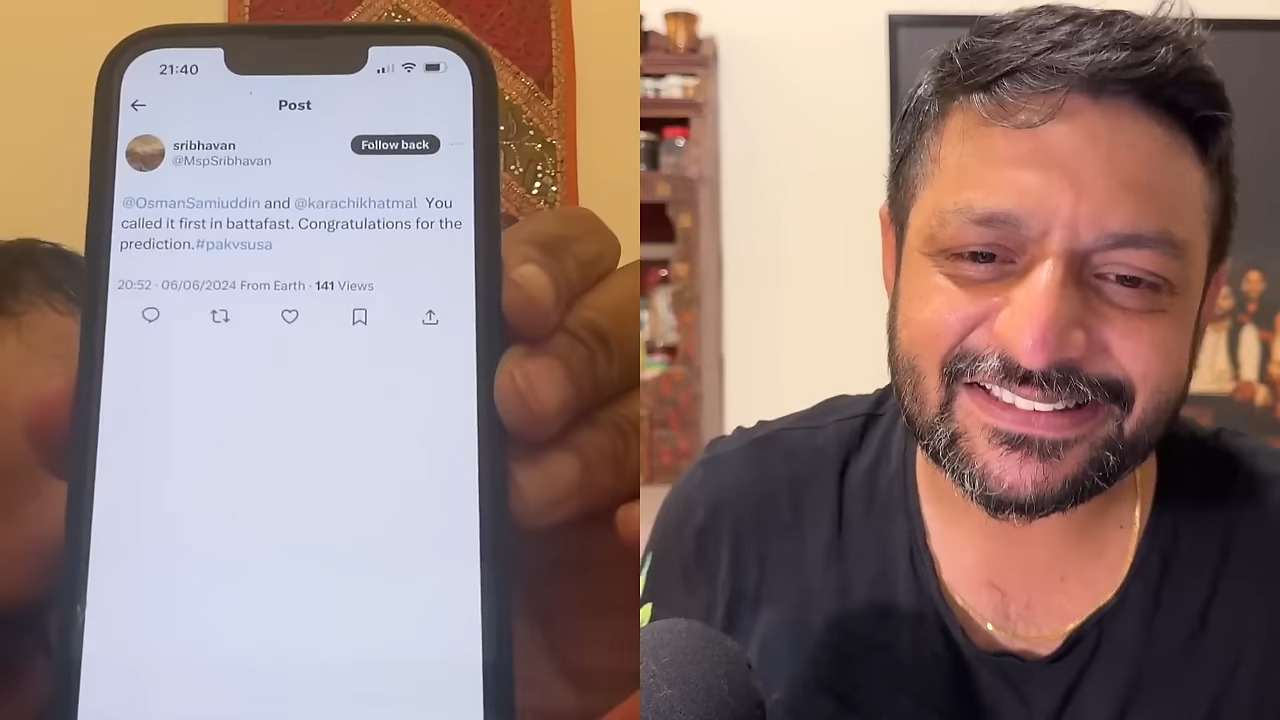 21:40
Post
sribhavan
Follow back
@MspSribhavan
@OsmanSamiuddin and @karachikhatmal You
called it first in battafast. Congratulations for the
prediction.#pakvsusa
20:52 · 06/06/2024 From Earth · 141 Views